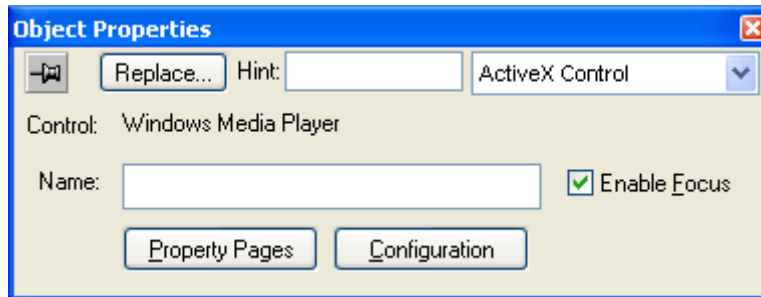 Object Properties
Replace... Hint: ActiveX Control
Control: Windows Media Player
Name: Enable Focus
Property Pages Configuration